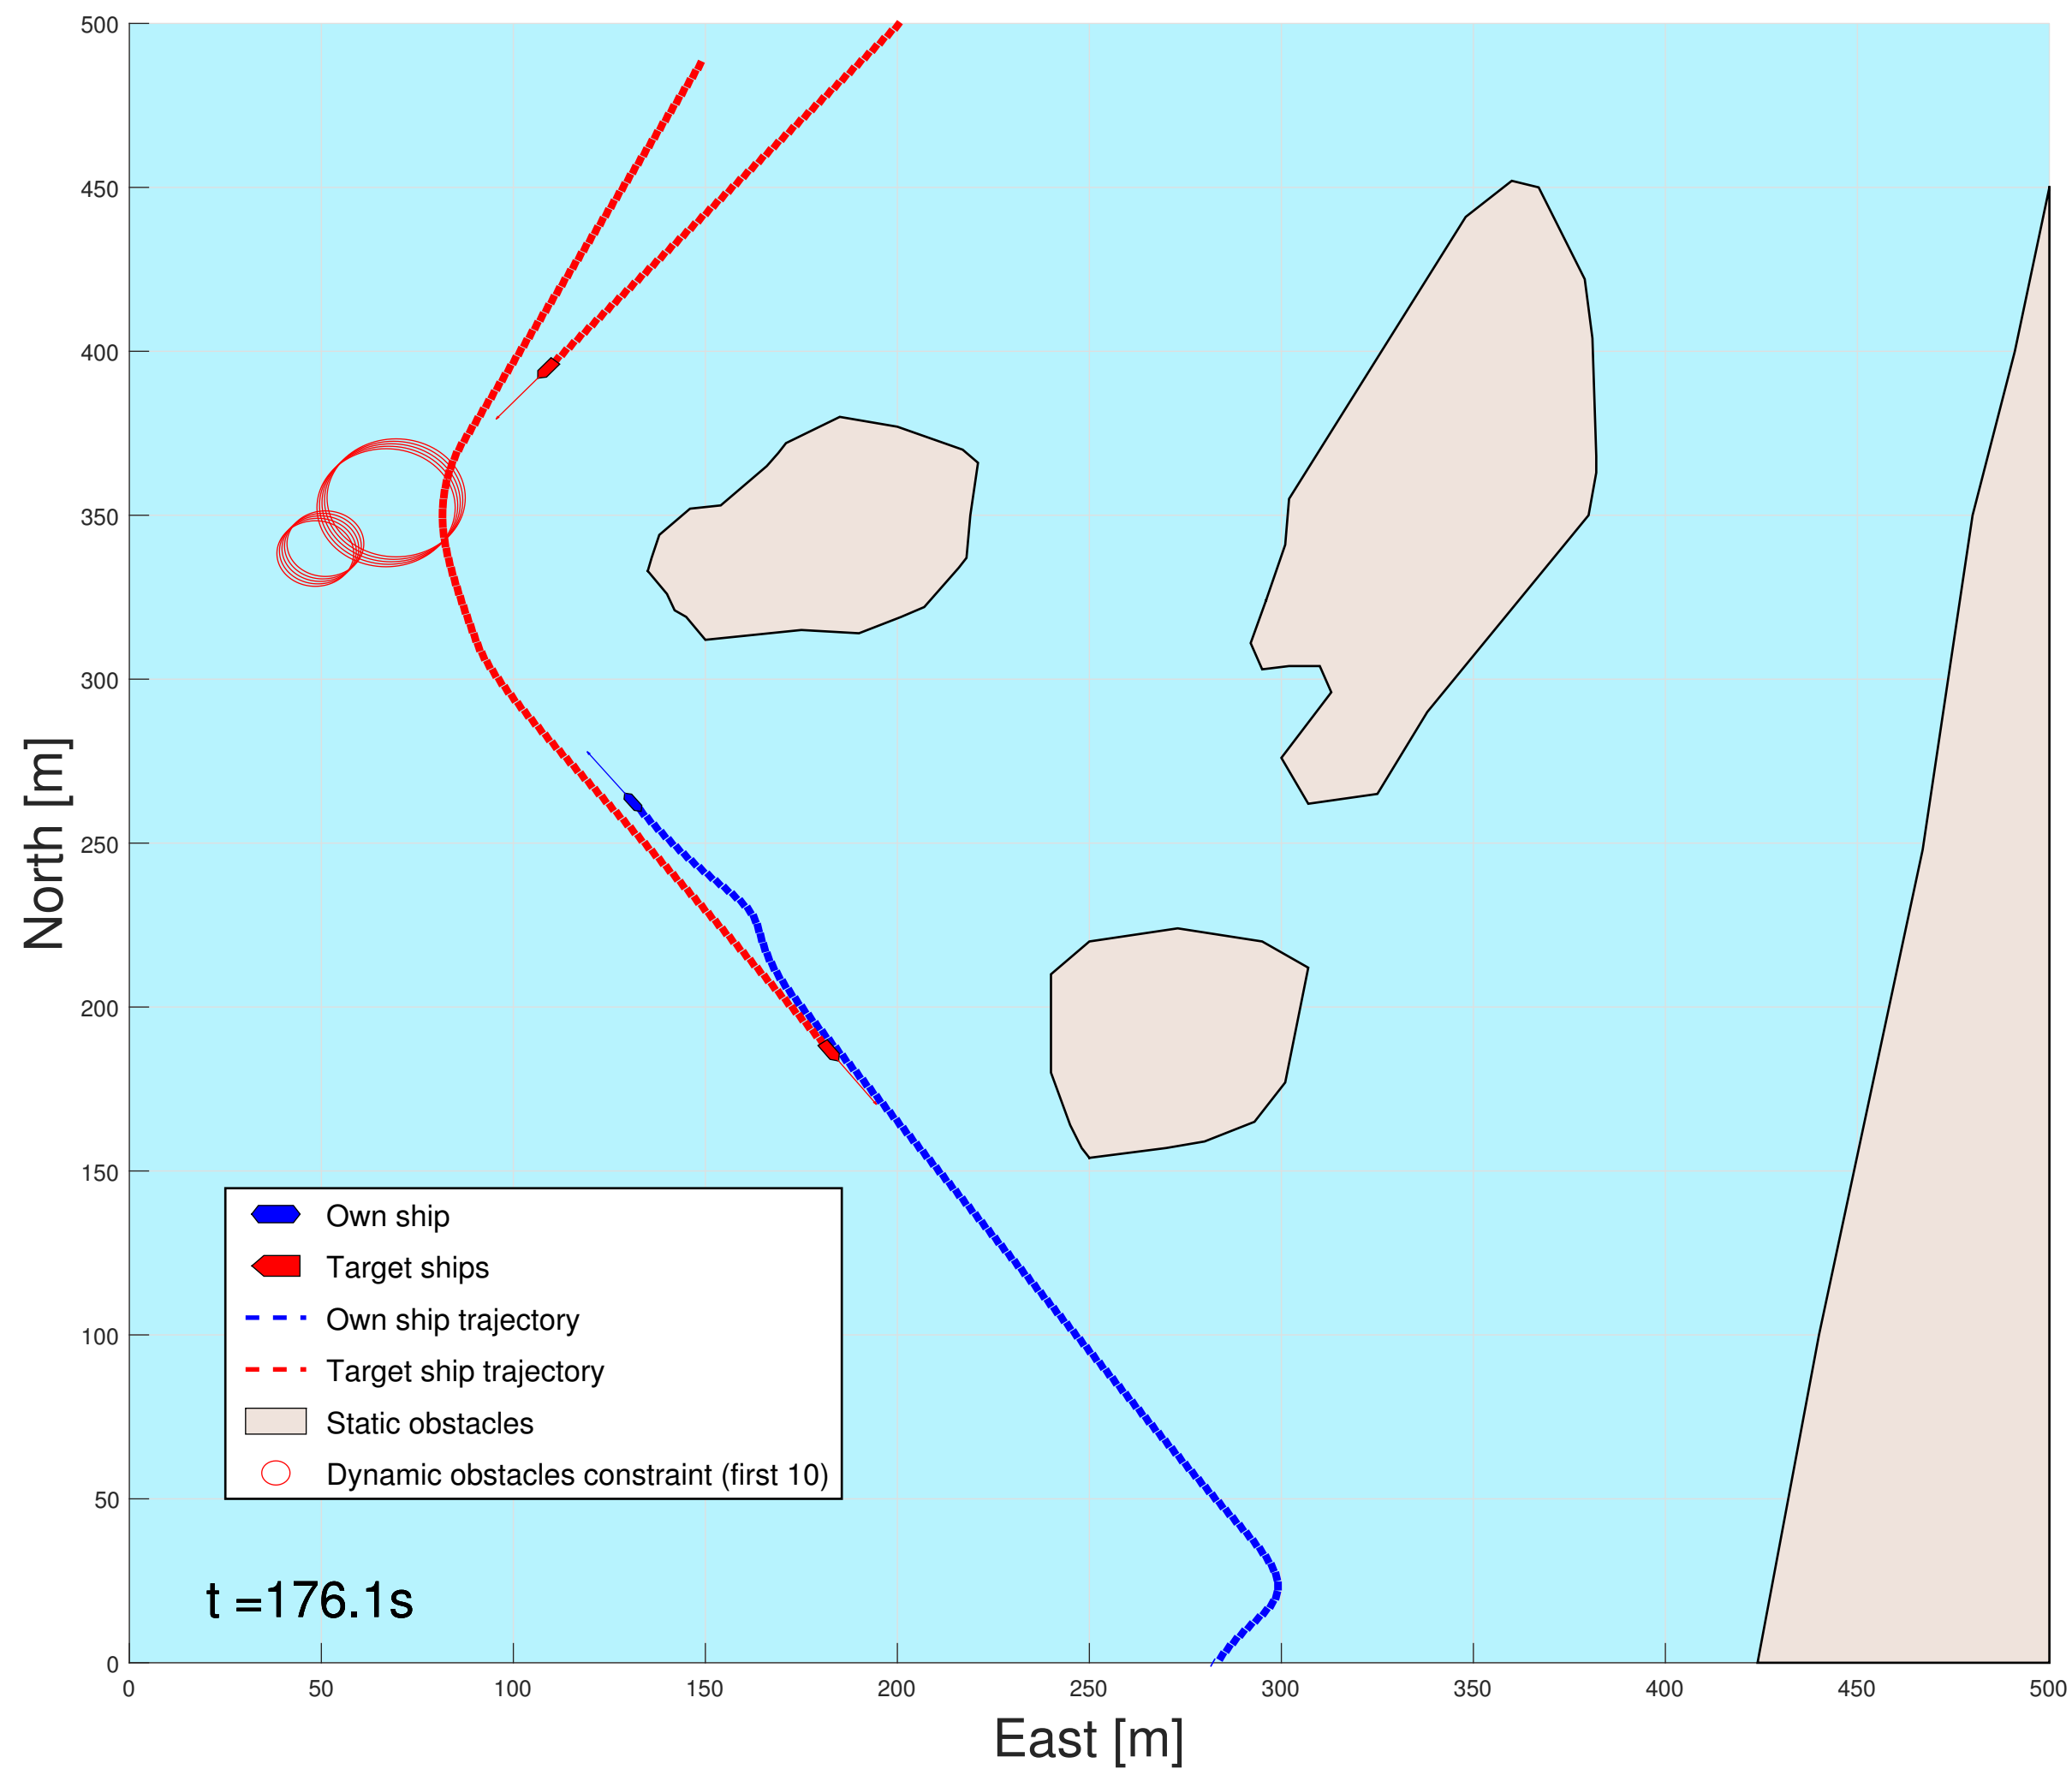 500
450
400
350
300
250
200
150
100
50
0
North [m]
Own ship
Target ships
Own ship trajectory
Target ship trajectory
Static obstacles
Dynamic obstacles constraint (first 10)
t =176.1s
0 50 100 150 200 250 300 350 400 450 500
East [m]